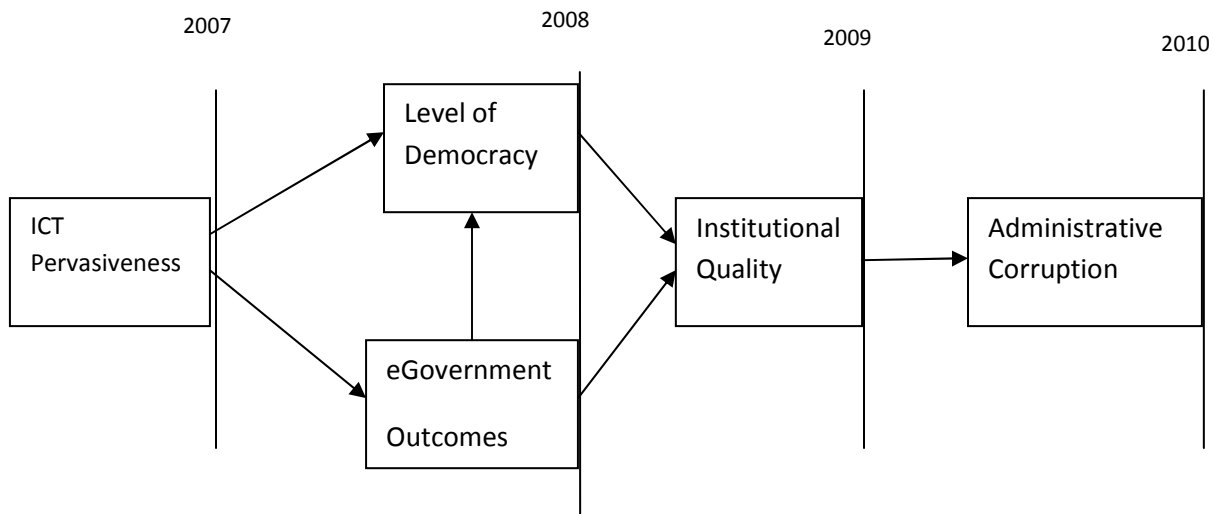 2007
2008
2009
2010
Level of
Democracy
ICT
Pervasiveness
Institutional
Quality
Administrative
Corruption
eGovernment
Outcomes